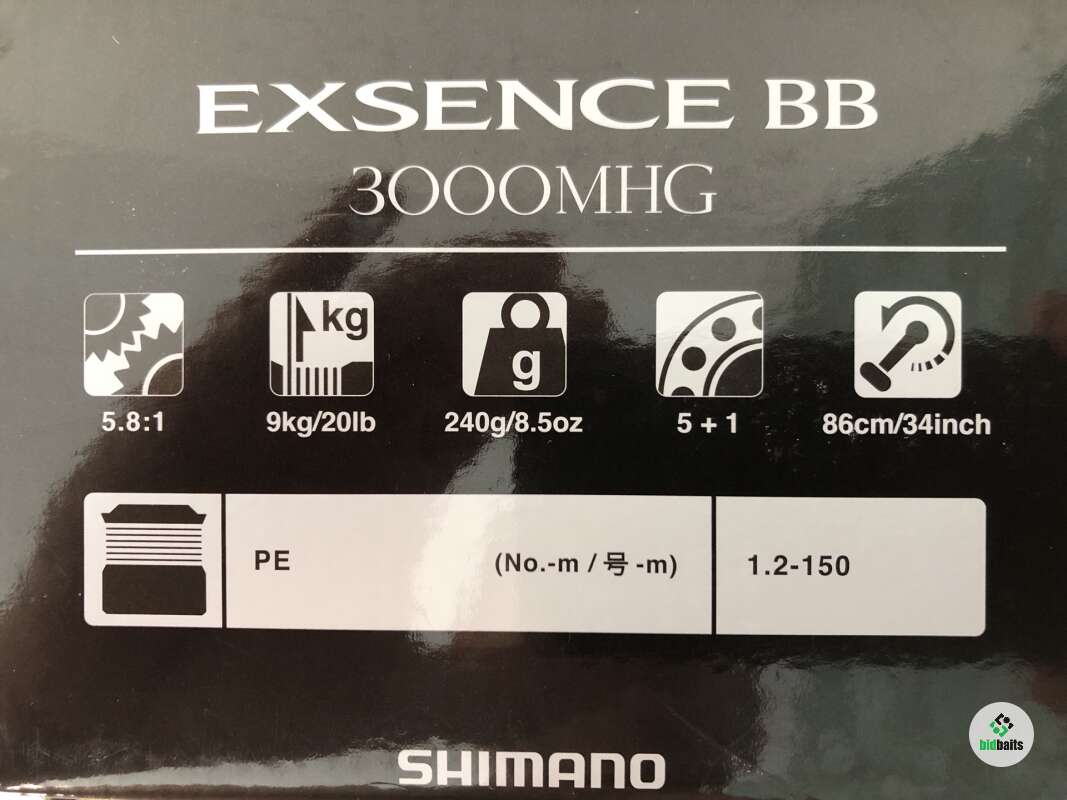 EXSENCE BB
3000MHG
kg
g
5.8:1 9kg/20lb 240g/8.5oz 5 + 1 86cm/34inch
PE (No.-m / 号 -m) 1.2-150
SHIMANO
bidbaits